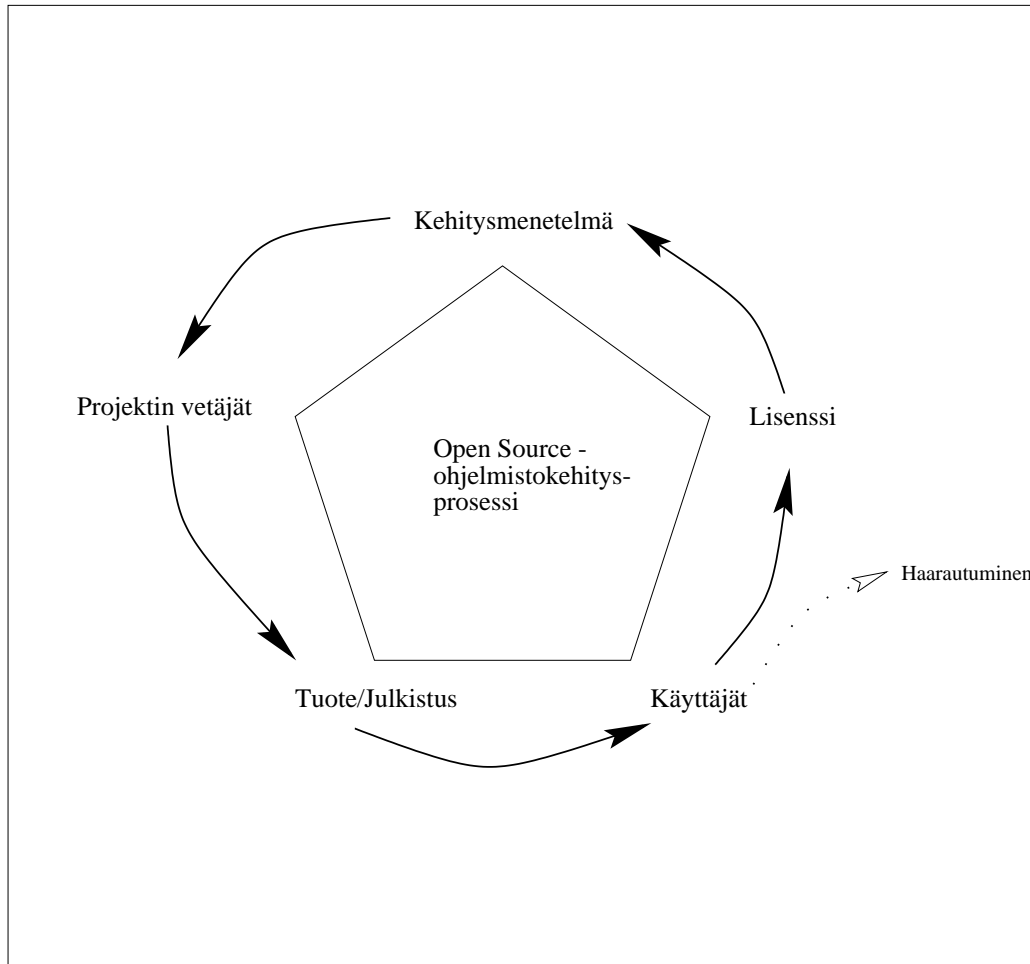 Kehitysmenetelmä
Projektin vetäjät
Lisenssi
Open Source -
ohjelmistokehitys-
prosessi
Haarautuminen
Tuote/Julkistus
Käyttäjät